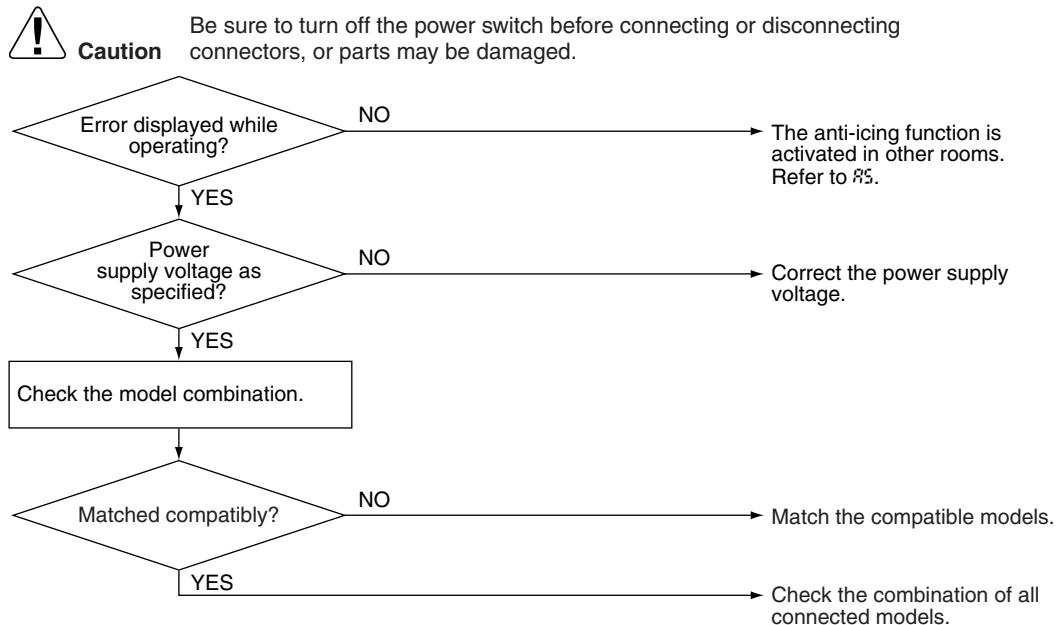 Be sure to turn off the power switch before connecting or disconnecting
Caution connectors, or parts may be damaged.
Error displayed while
operating?
NO
The anti-icing function is
activated in other rooms.
Refer to A5.
YES
Power
supply voltage as
specified?
NO
Correct the power supply
voltage.
YES
Check the model combination.
Matched compatibly?
NO
Match the compatible models.
YES
Check the combination of all
connected models.